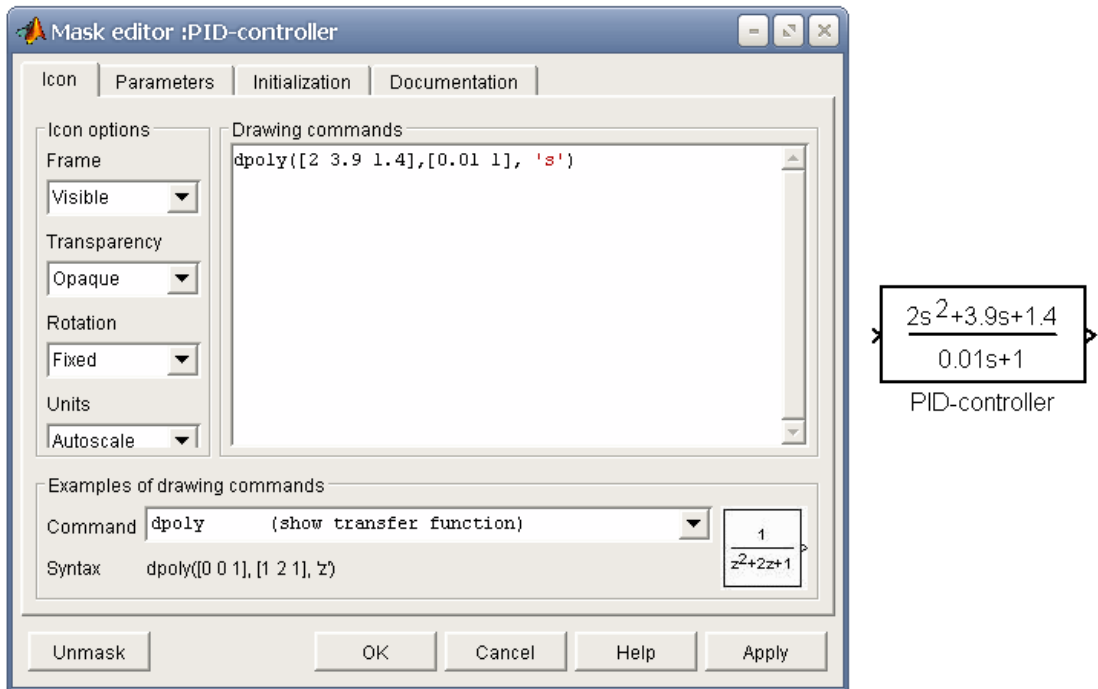 Mask editor :PID-controller
Icon Parameters Initialization Documentation
Icon options
Frame
Visible
Transparency
Opaque
Rotation
Fixed
Units
Autoscale
Drawing commands
dpoly([2 3.9 1.4],[0.01 1], 's')
Examples of drawing commands
Command dpoly (show transfer function)
Syntax dpoly([0 0 1], [1 2 1], 'z')
1
z²+2z+1
Unmask OK Cancel Help Apply
2s²+3.9s+1.4
0.01s+1
PID-controller